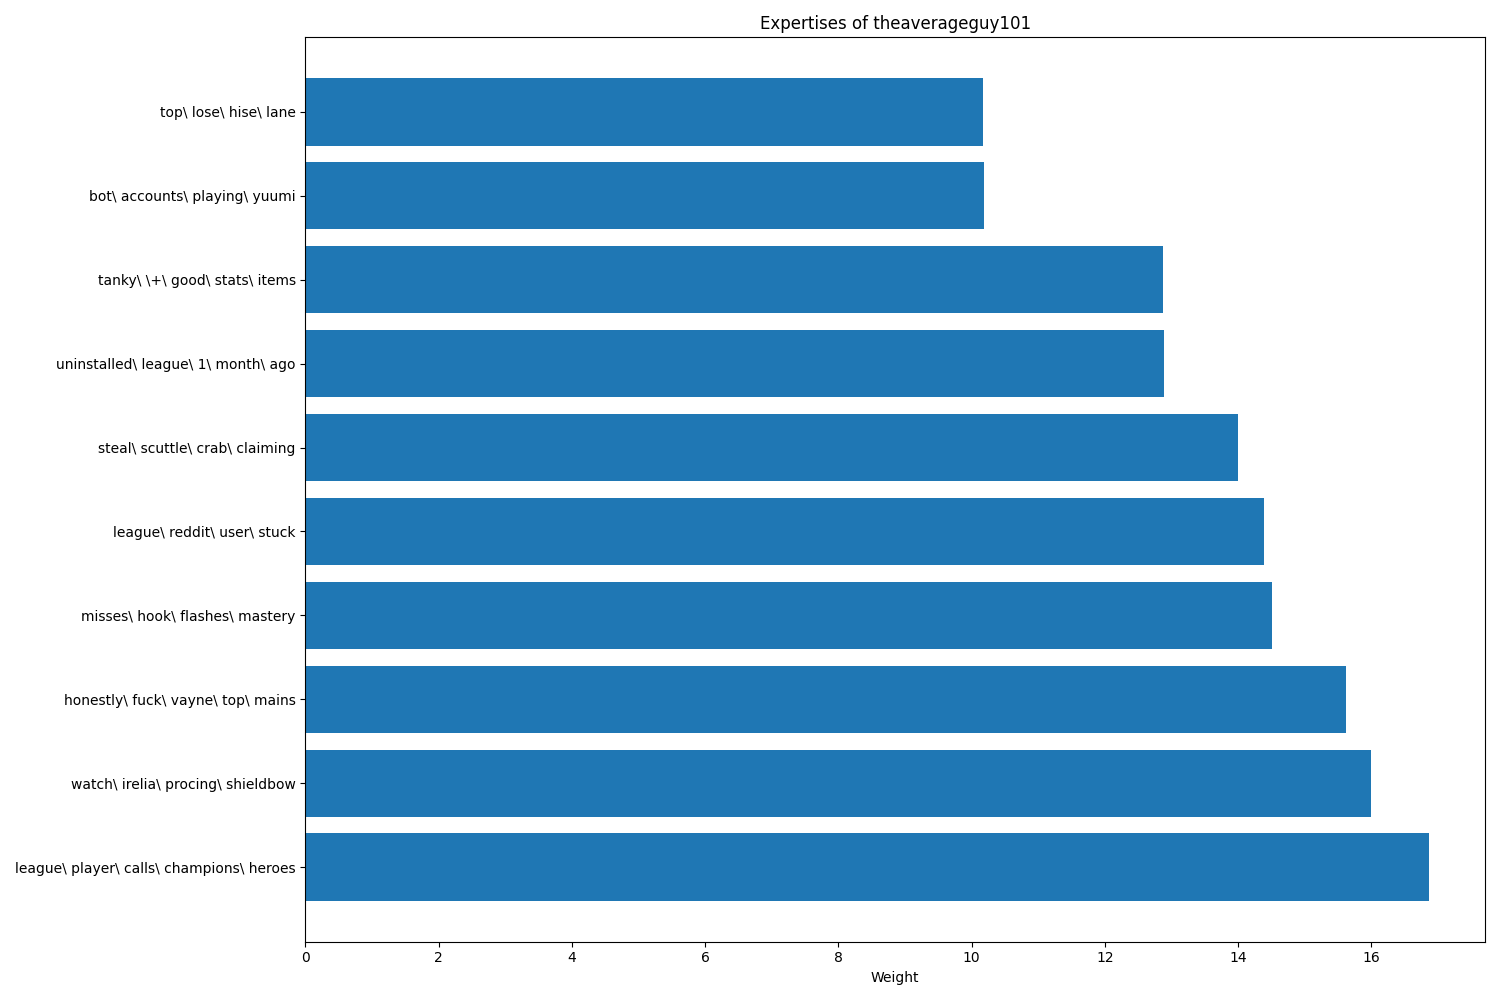 Expertises of theaverageguy101
top\ lose\ hise\ lane
bot\ accounts\ playing\ yuumi
tanky\ \+\ good\ stats\ items
uninstalled\ league\ 1\ month\ ago
steal\ scuttle\ crab\ claiming
league\ reddit\ user\ stuck
misses\ hook\ flashes\ mastery
honestly\ fuck\ vayne\ top\ mains
watch\ irelia\ procing\ shieldbow
league\ player\ calls\ champions\ heroes
0 2 4 6 8 10 12 14 16
Weight